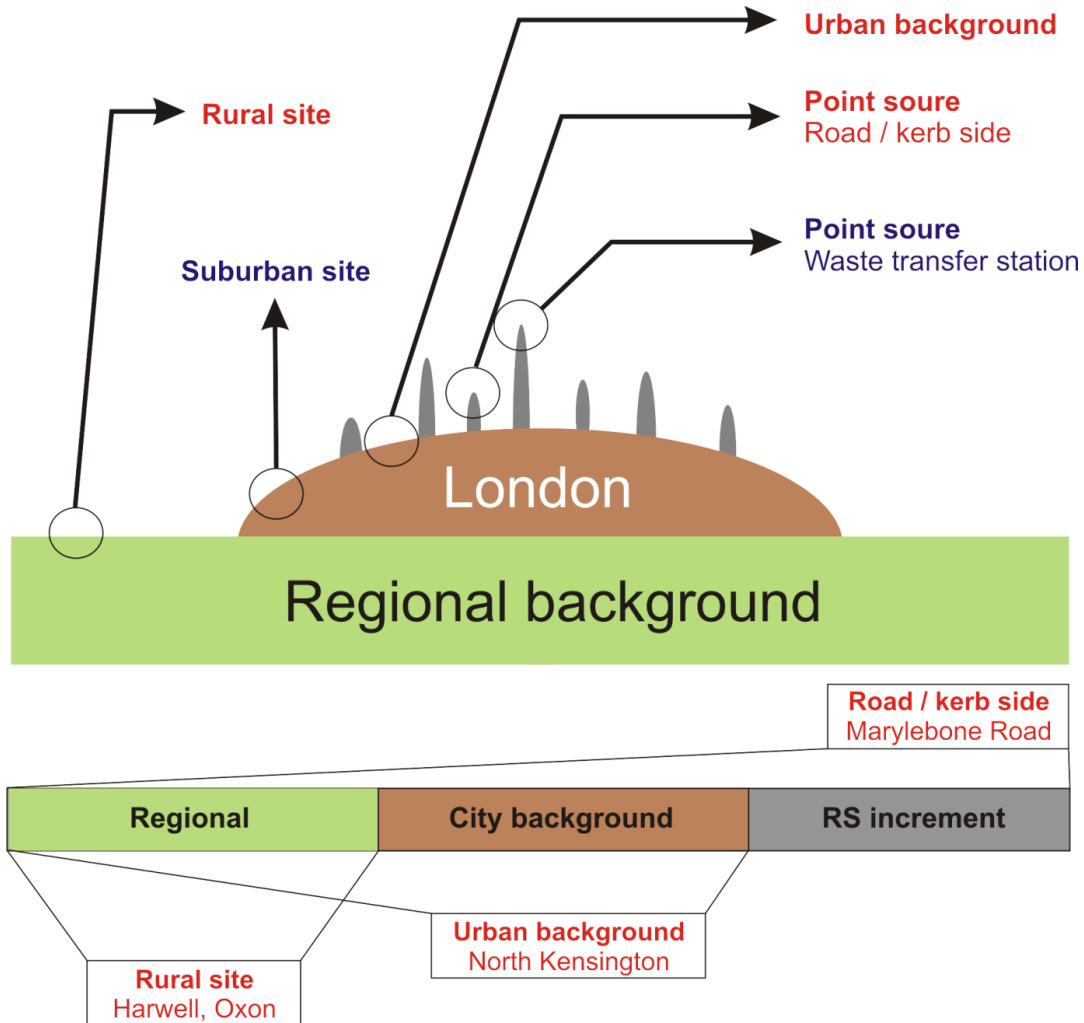 Urban background
Point soure
Road / kerb side
Rural site
Point soure
Waste transfer station
Suburban site
London
Regional background
Road / kerb side
Marylebone Road
Regional
City background
RS increment
Urban background
North Kensington
Rural site
Harwell, Oxon